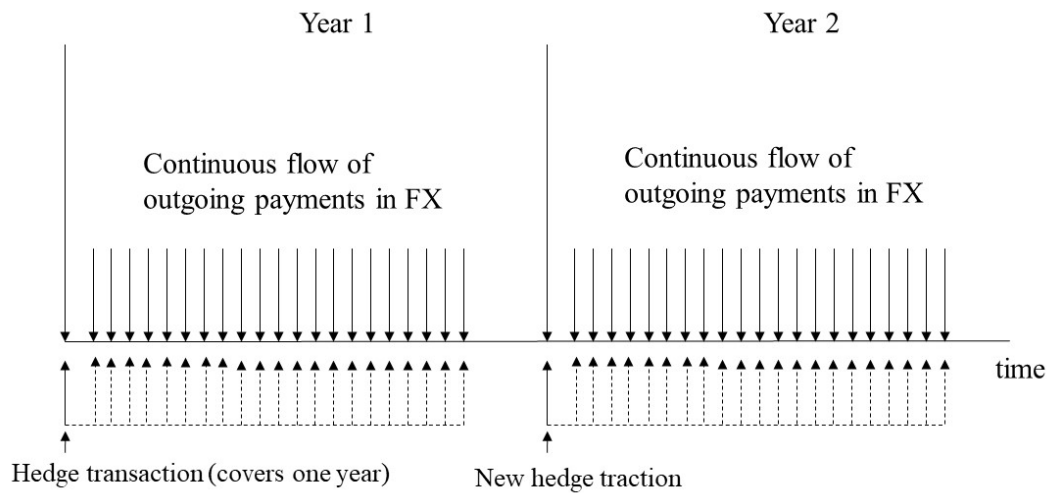 Year 1
Year 2
Continuous flow of
outgoing payments in FX
Continuous flow of
outgoing payments in FX
time
Hedge transaction (covers one year)
New hedge traction